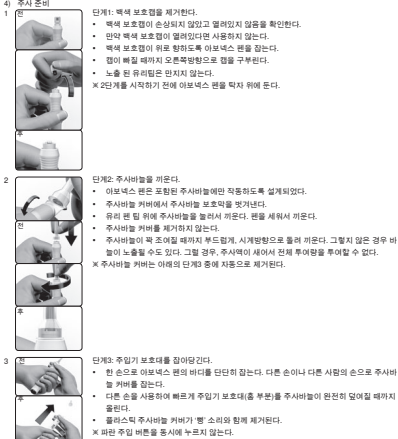 4) 주사 준비
1 전 단계1: 백색 보호캡을 제거한다.
• 백색 보호캡이 손상되지 않았고 열려있지 않음을 확인한다.
• 만약 백색 보호캡이 열려있다면 사용하지 않는다.
• 백색 보호캡이 위로 향하도록 아보넥스 펜을 잡는다.
• 캡이 빠질 때까지 오른쪽방향으로 캡을 구부린다.
• 노출 된 유리팁은 만지지 않는다.
※ 2단계를 시작하기 전에 아보넥스 펜을 탁자 위에 둔다.
후
2 단계2: 주사바늘을 끼운다.
• 아보넥스 펜은 포함된 주사바늘에만 작동하도록 설계되었다.
• 주사바늘 커버에서 주사바늘 보호막을 벗겨낸다.
전
• 유리 펜 팁 위에 주사바늘을 눌러서 끼운다. 펜을 세워서 끼운다.
• 주사바늘 커버를 제거하지 않는다.
• 주사바늘이 꽉 조여질 때까지 부드럽게, 시계방향으로 돌려 끼운다. 그렇지 않은 경우 바
늘이 노출될 수도 있다. 그럴 경우, 주사액이 새어서 전체 투여량을 투여할 수 없다.
※ 주사바늘 커버는 아래의 단계3 중에 자동으로 제거된다.
후
3 전 단계3: 주입기 보호대를 잡아당긴다.
• 한 손으로 아보넥스 펜의 바디를 단단히 잡는다. 다른 손이나 다른 사람의 손으로 주사바
늘 커버를 잡는다.
후
• 다른 손을 사용하여 빠르게 주입기 보호대(홈 부분)를 주사바늘이 완전히 덮여질 때까지
올린다.
• 플라스틱 주사바늘 커버가 '뻥' 소리와 함께 제거된다.
※ 파란 주입 버튼을 동시에 누르지 않는다.